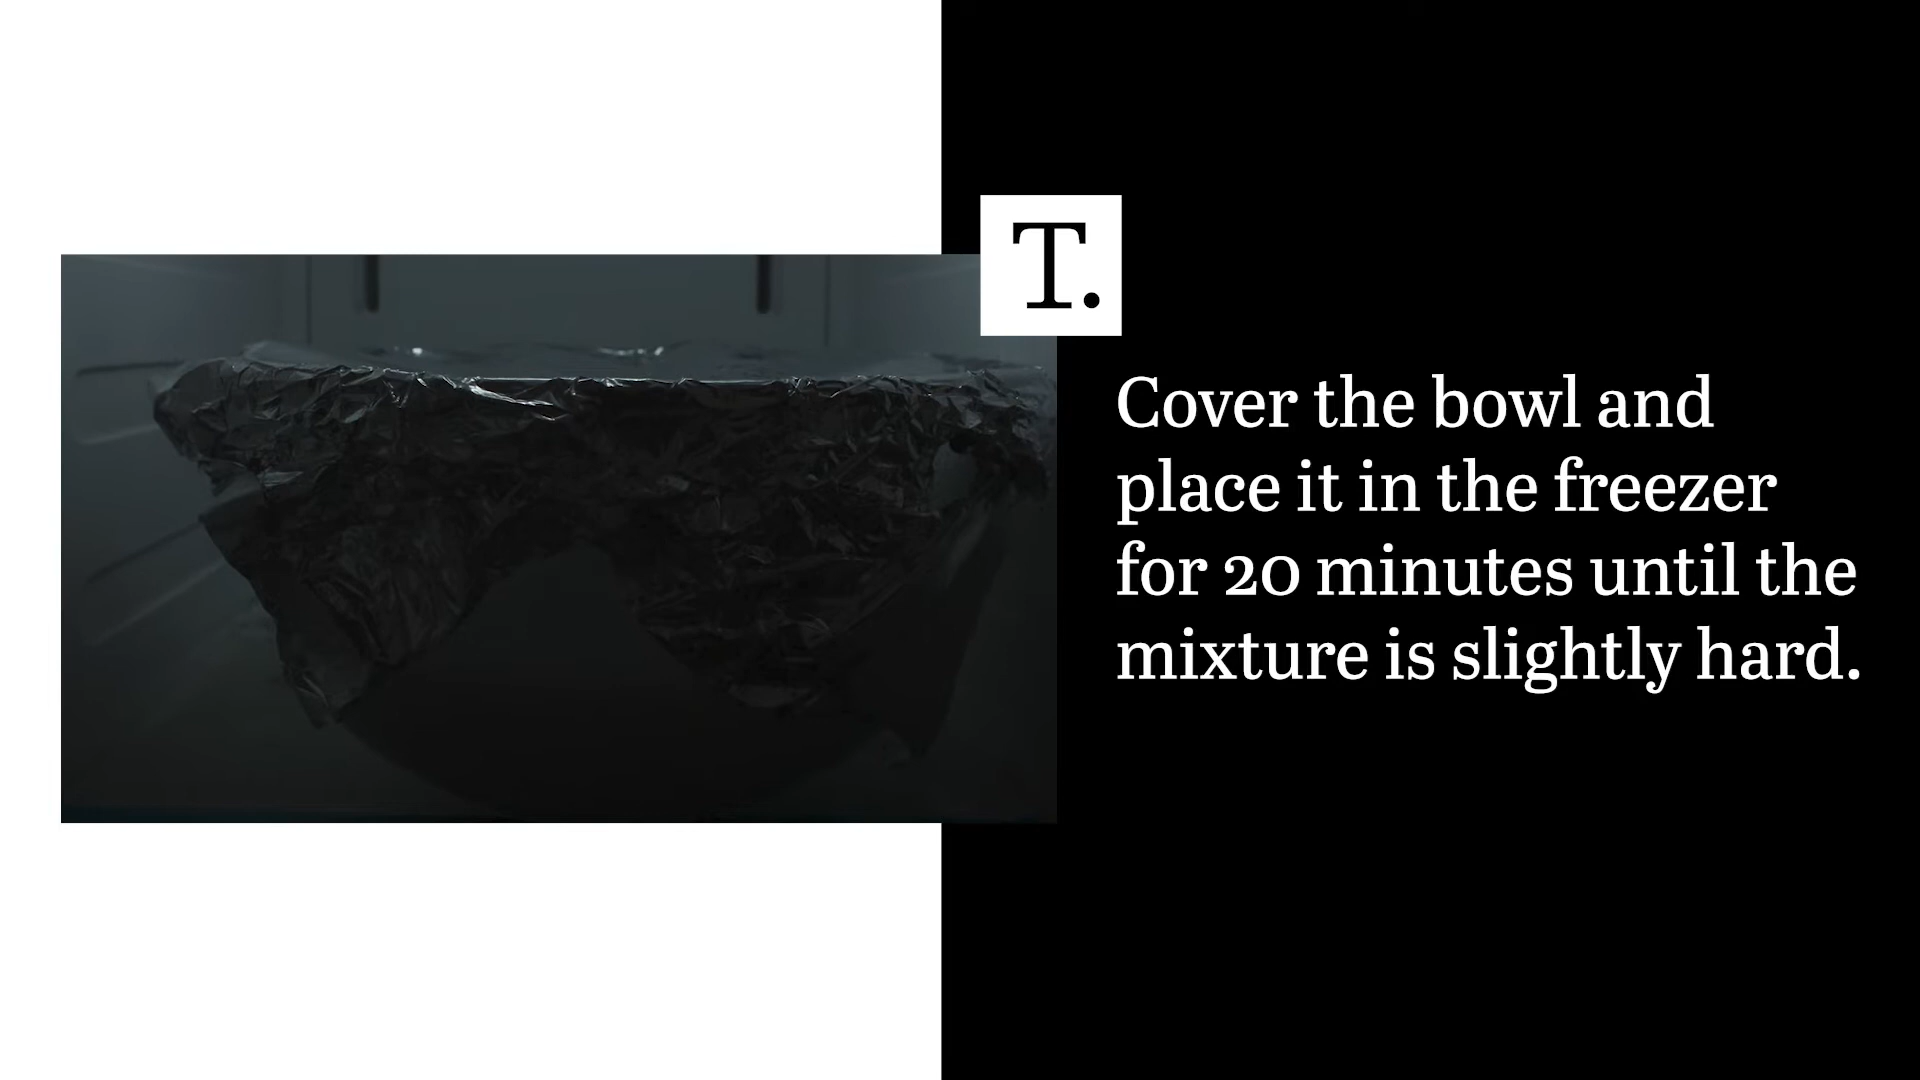 T.
Cover the bowl and
place it in the freezer
for 20 minutes until the
mixture is slightly hard.